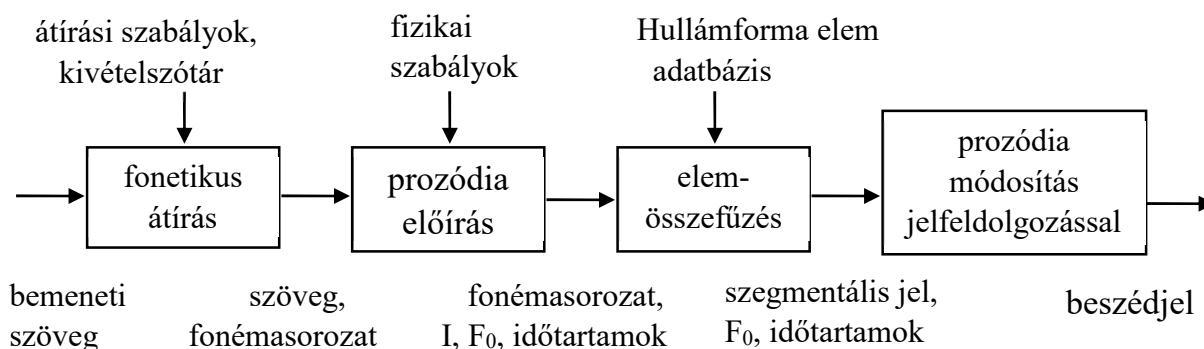 átírási szabályok,
kivételszótár
fizikai
szabályok
Hullámforma elem
adatbázis
fonetikus
átírás
prozódia
előírás
elem-
összefűzés
prozódia
módosítás
jelfeldolgozással
bemeneti
szöveg
szöveg,
fonémasorozat
fonémasorozat,
I, F0, időtartamok
szegmentális jel,
F0, időtartamok
beszédjel